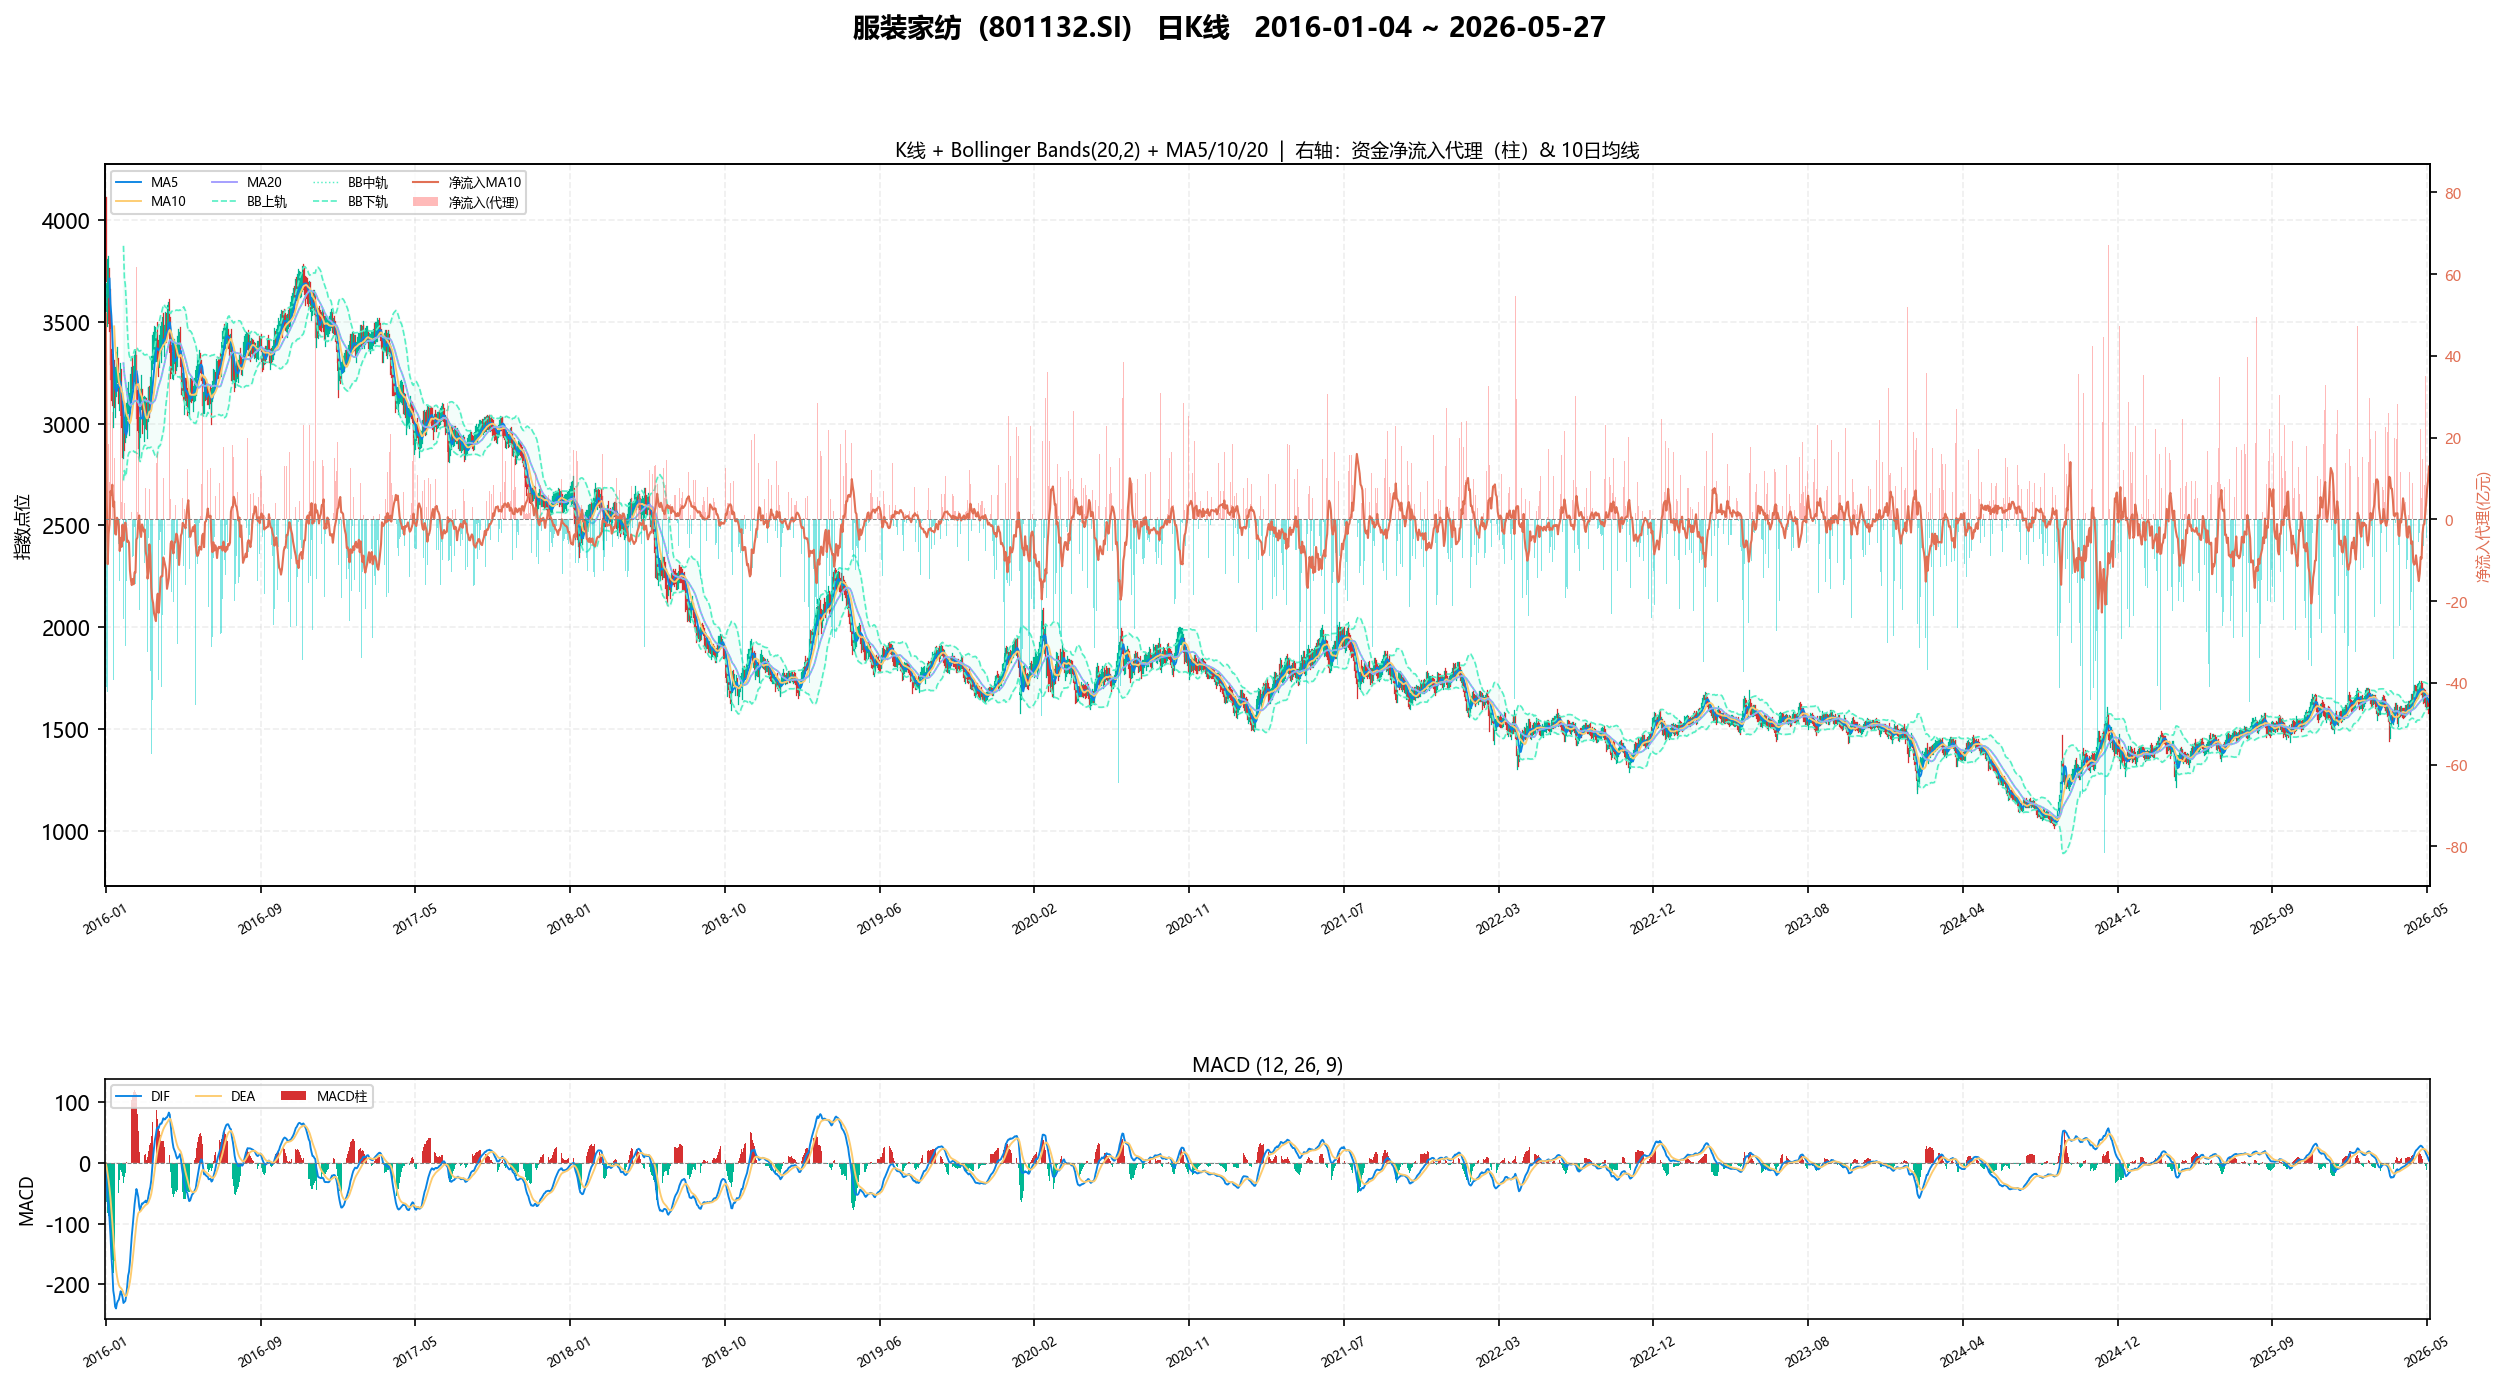 服装家纺 (801132.SI) 日K线 2016-01-04 ~ 2026-05-27
K线 + Bollinger Bands(20,2) + MA5/10/20 | 右轴：资金净流入代理（柱）& 10日均线
MA5 MA20 BB中轨 净流入MA10
MA10 BB上轨 BB下轨 净流入(代理)
指数点位
4000
3500
3000
2500
2000
1500
1000
80
60
40
20
0
-20
-40
-60
-80
净流入代理(亿元)
2016-01 2016-09 2017-05 2018-01 2018-10 2019-06 2020-02 2020-11 2021-07 2022-03 2022-12 2023-08 2024-04 2024-12 2025-09 2026-05
MACD (12, 26, 9)
DIF DEA MACD柱
MACD
100
0
-100
-200
2016-01 2016-09 2017-05 2018-01 2018-10 2019-06 2020-02 2020-11 2021-07 2022-03 2022-12 2023-08 2024-04 2024-12 2025-09 2026-05